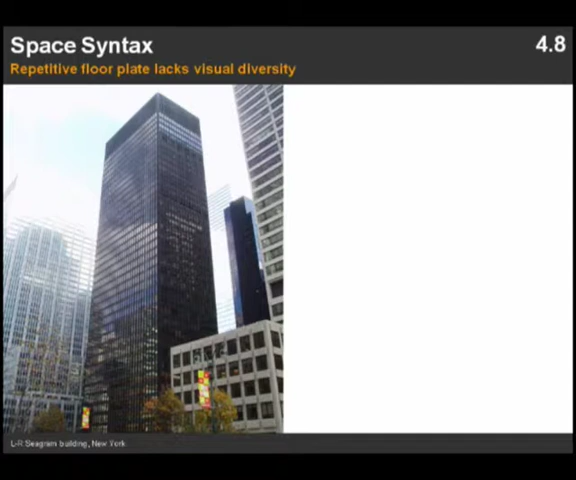 Space Syntax
4.8
Repetitive floor plate lacks visual diversity
L-R Seagram building, New York